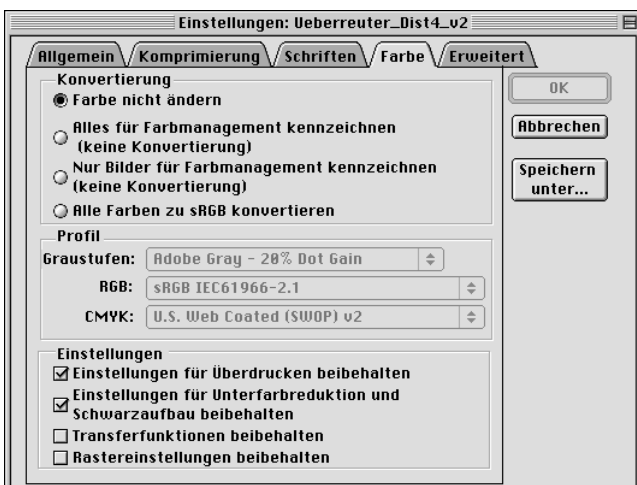 Einstellungen: Ueberreuter_Dist4_v2
Allgemein Komprimierung Schriften Farbe Erweitert
Konvertierung
Farbe nicht ändern
Alles für Farbmanagement kennzeichnen
(keine Konvertierung)
Nur Bilder für Farbmanagement kennzeichnen
(keine Konvertierung)
Alle Farben zu sRGB konvertieren
OK
Abbrechen
Speichern
unter...
Profil
Graustufen: Adobe Gray - 20% Dot Gain
RGB: sRGB IEC61966-2.1
CMYK: U.S. Web Coated (SWOP) v2
Einstellungen
Einstellungen für Überdrucken beibehalten
Einstellungen für Unterfarbreduktion und
Schwarzaufbau beibehalten
Transferfunktionen beibehalten
Rastereinstellungen beibehalten